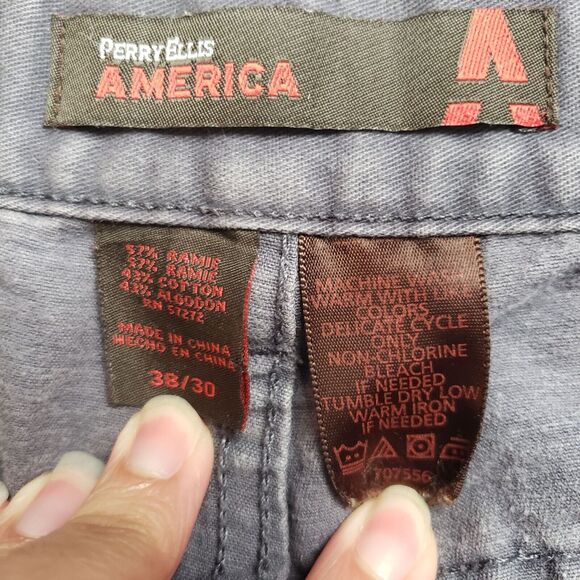 PERRY ELLIS
AMERICA
A
57% RAMIE
57% RAMIE
43% COTTON
43% ALGODON
RN 57272
MADE IN CHINA
HECHO EN CHINA
38/30
MACHINE WASH
WARM WITH
COLORS
DELICATE CYCLE
ONLY
NON-CHLORINE
BLEACH
IF NEEDED
TUMBLE DRY LOW
WARM IRON
IF NEEDED
707556